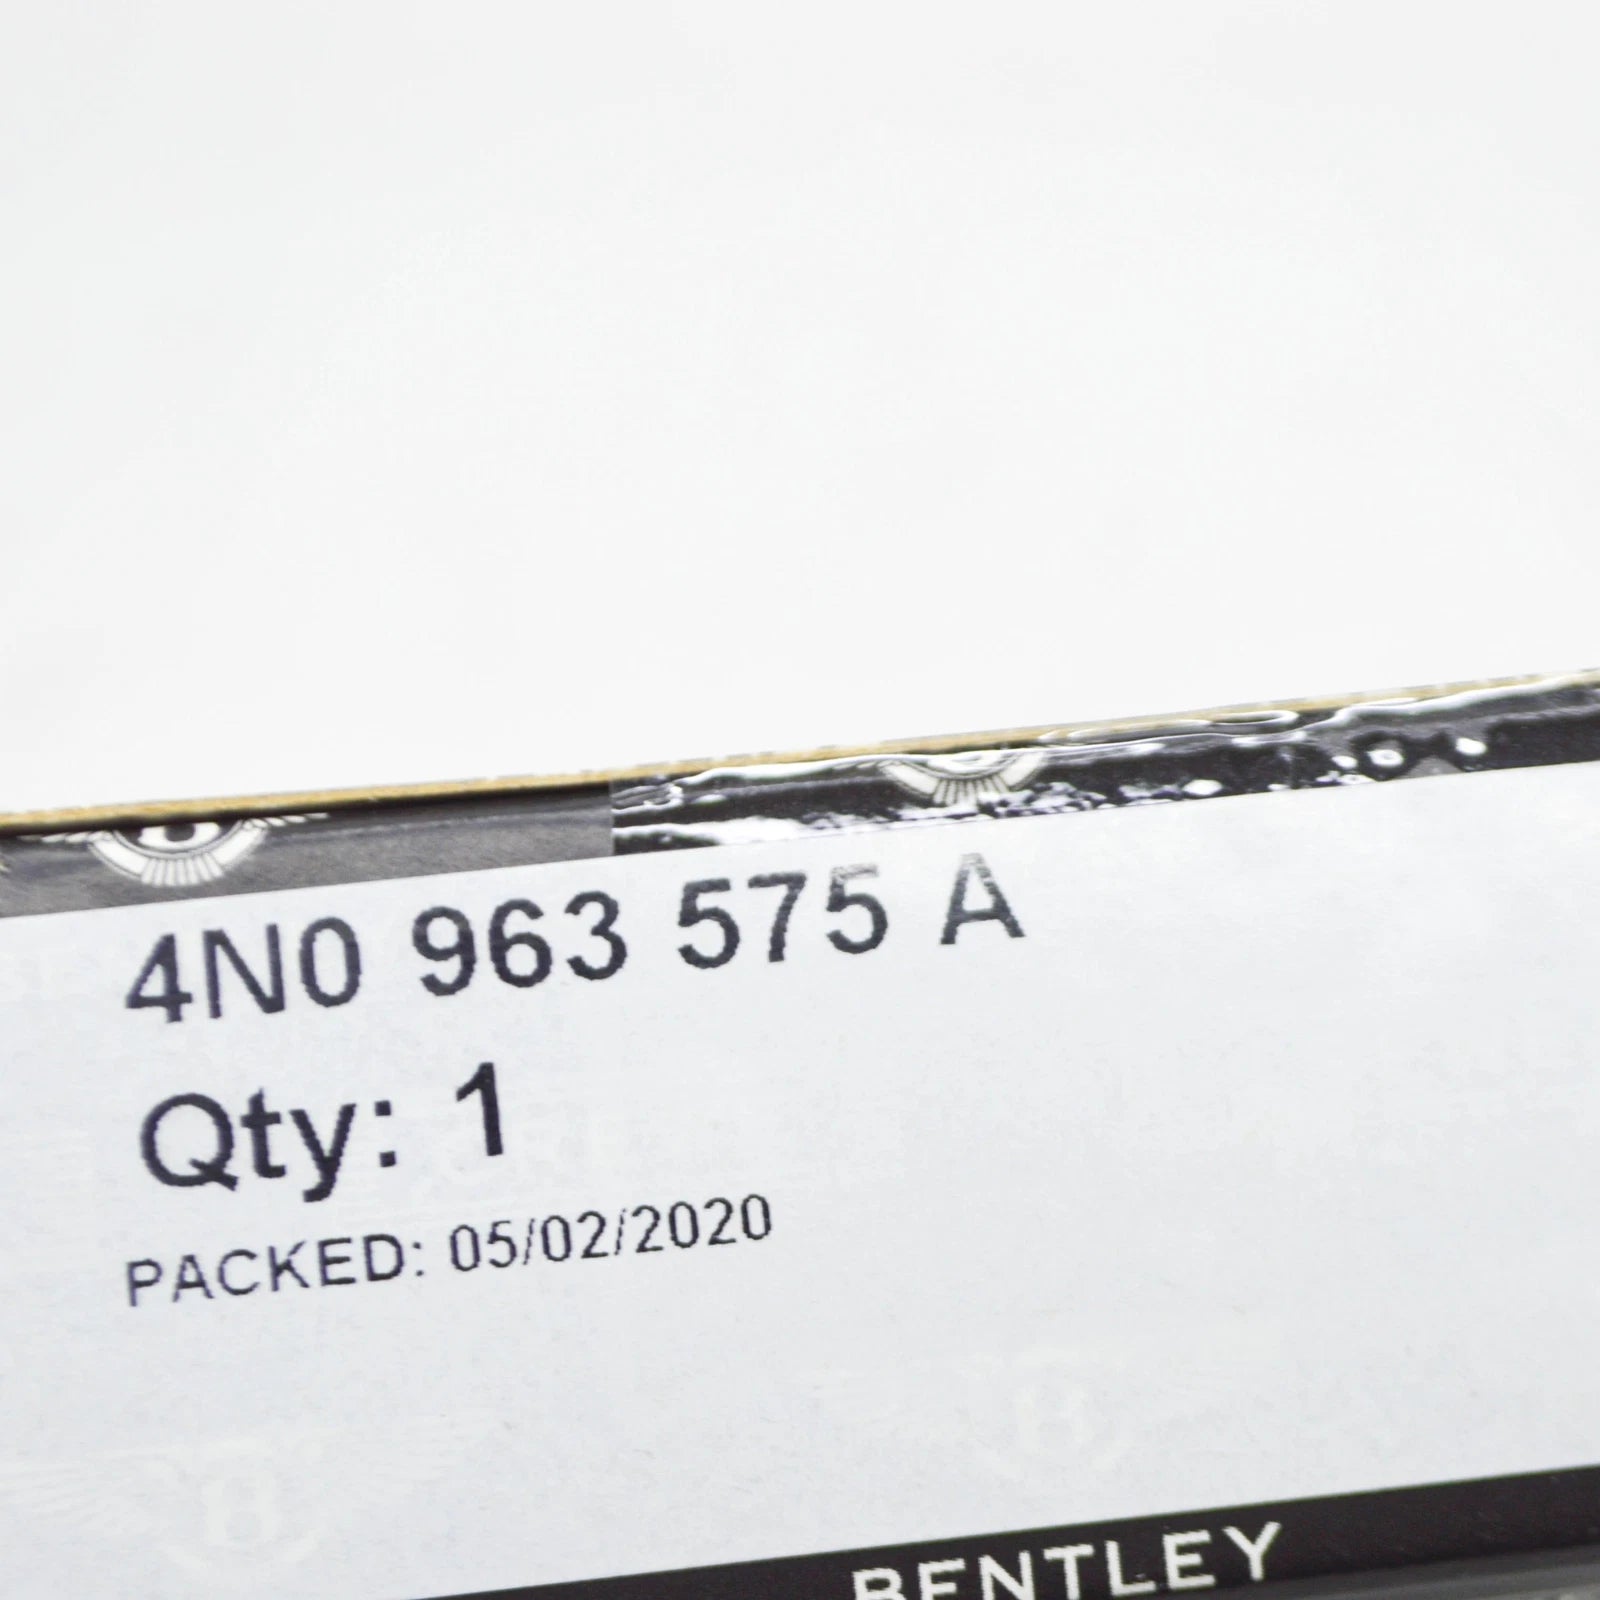 4N0 963 575 A
Qty: 1
PACKED: 05/02/2020
BENTLEY